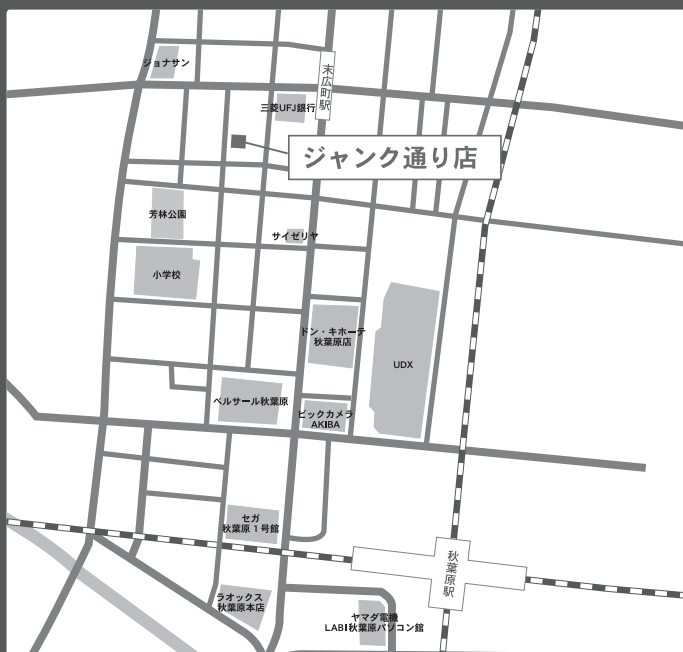 ジョナサン
末広町駅
三菱UFJ銀行
ジャンク通り店
芳林公園
サイゼリヤ
小学校
ドン・キホーテ
秋葉原店
UDX
ベルサール秋葉原
ビックカメラ
AKIBA
セガ
秋葉原1号館
秋葉原駅
ラオックス
秋葉原本店
ヤマダ電機
LABI秋葉原パソコン館